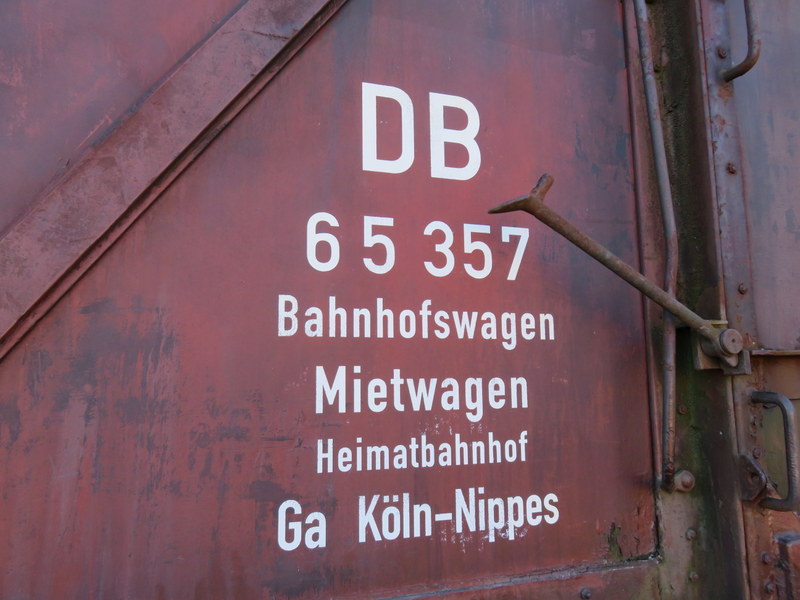 DB
65 357
Bahnhofswagen
Mietwagen
Heimatbahnhof
Ga Köln-Nippes